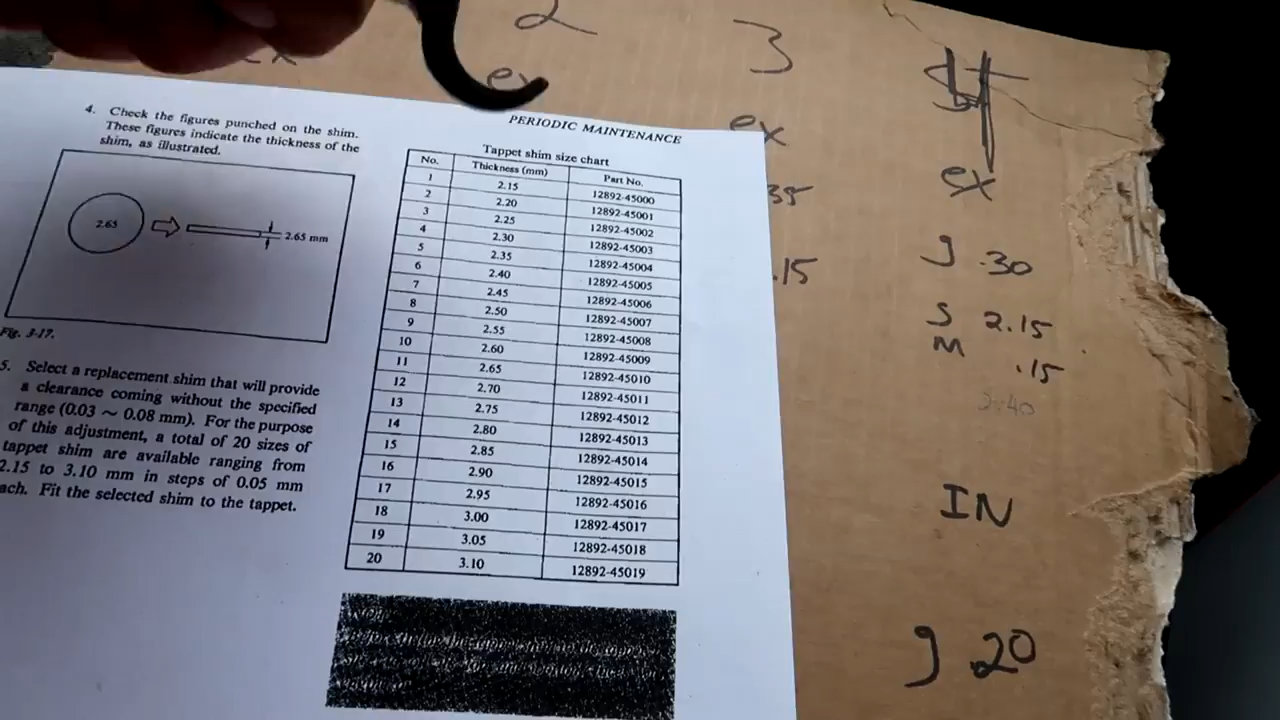 2
3
4
ex
ex
ex
ex
PERIODIC MAINTENANCE
4. Check the figures punched on the shim.
These figures indicate the thickness of the
shim, as illustrated.
2.65
2.65 mm
Fig. 3-17.
5. Select a replacement shim that will provide
a clearance coming without the specified
range (0.03 ~ 0.08 mm). For the purpose
of this adjustment, a total of 20 sizes of
tappet shim are available ranging from
2.15 to 3.10 mm in steps of 0.05 mm
ach. Fit the selected shim to the tappet.
Tappet shim size chart
No. Thickness (mm) Part No.
1 2.15 12892-45000
2 2.20 12892-45001
3 2.25 12892-45002
4 2.30 12892-45003
5 2.35 12892-45004
6 2.40 12892-45005
7 2.45 12892-45006
8 2.50 12892-45007
9 2.55 12892-45008
10 2.60 12892-45009
11 2.65 12892-45010
12 2.70 12892-45011
13 2.75 12892-45012
14 2.80 12892-45013
15 2.85 12892-45014
16 2.90 12892-45015
17 2.95 12892-45016
18 3.00 12892-45017
19 3.05 12892-45018
20 3.10 12892-45019
35
.15
g .30
S 2.15
M .15
2.40
IN
g .20